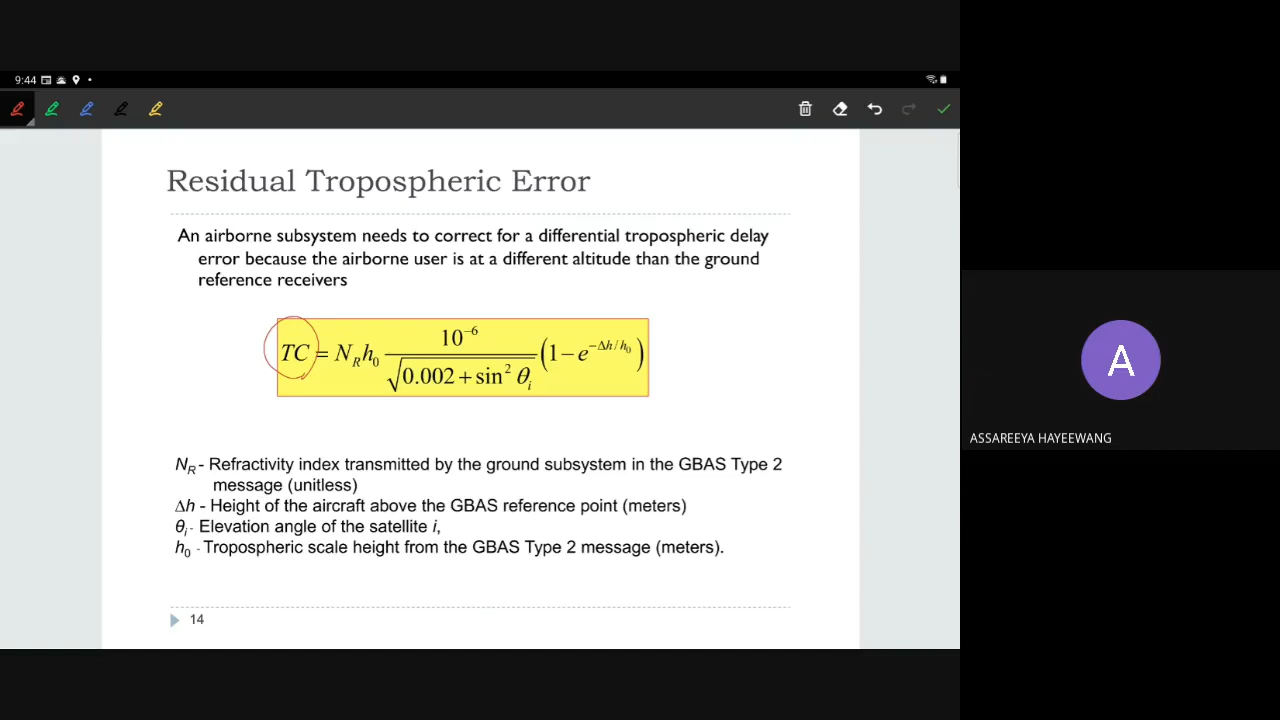 9:44
Residual Tropospheric Error
An airborne subsystem needs to correct for a differential tropospheric delay
error because the airborne user is at a different altitude than the ground
reference receivers
TC = N_R h_0 \frac{10^{-6}}{\sqrt{0.002 + \sin^2 θ_i}} (1 − e^{−Δh/h_0})
N_R - Refractivity index transmitted by the ground subsystem in the GBAS Type 2
message (unitless)
Δh - Height of the aircraft above the GBAS reference point (meters)
θ_i - Elevation angle of the satellite i,
h_0 - Tropospheric scale height from the GBAS Type 2 message (meters).
14
A
ASSAREEYA HAYEEWANG